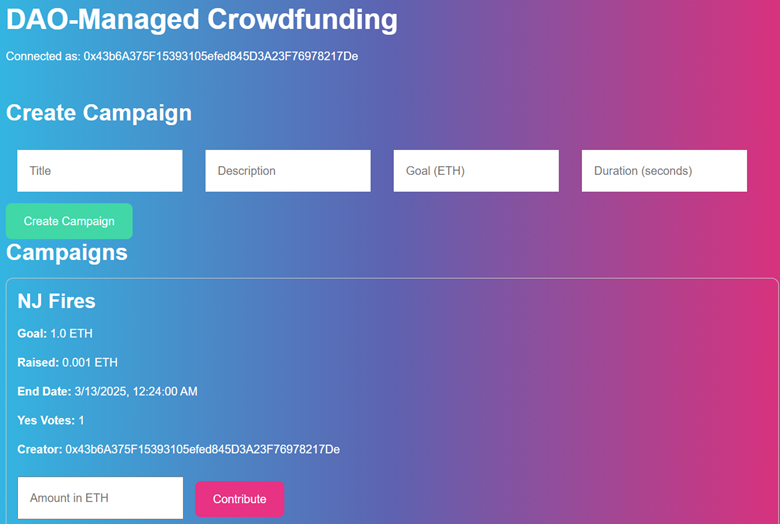 DAO-Managed Crowdfunding
Connected as: 0x43b6A375F15393105efed845D3A23F76978217De
Create Campaign
Title Description Goal (ETH) Duration (seconds)
Create Campaign
Campaigns
NJ Fires
Goal: 1.0 ETH
Raised: 0.001 ETH
End Date: 3/13/2025, 12:24:00 AM
Yes Votes: 1
Creator: 0x43b6A375F15393105efed845D3A23F76978217De
Amount in ETH Contribute